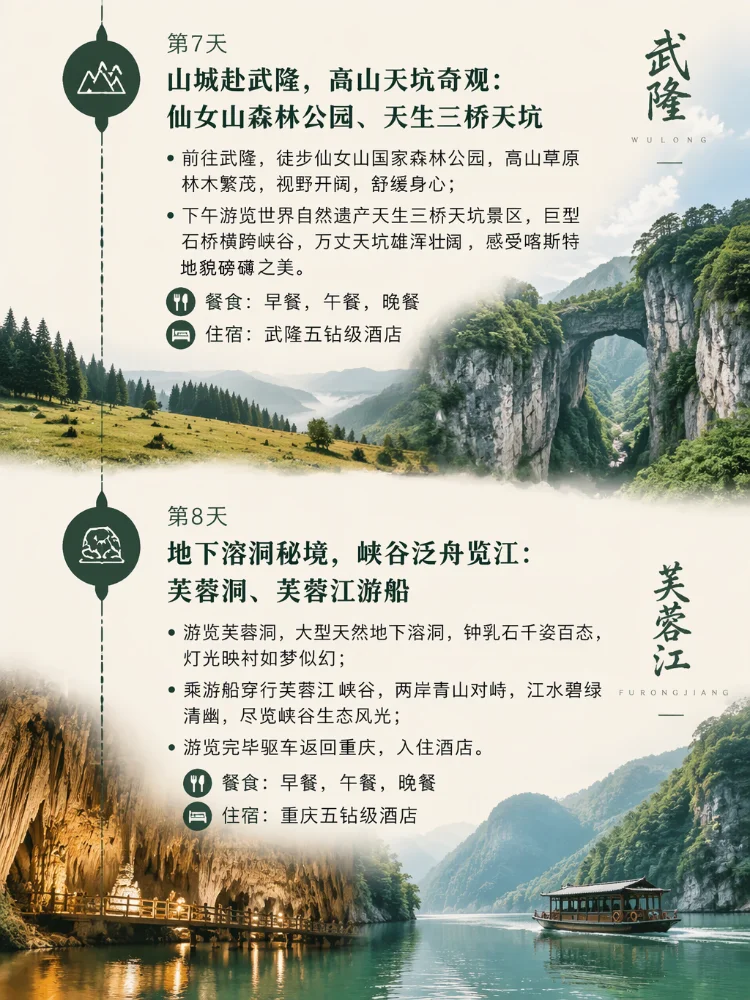 第7天
山城赴武隆，高山天坑奇观：
仙女山森林公园、天生三桥天坑
• 前往武隆，徒步仙女山国家森林公园，高山草原
林木繁茂，视野开阔，舒缓身心；
• 下午游览世界自然遗产天生三桥天坑景区，巨型
石桥横跨峡谷，万丈天坑雄浑壮阔，感受喀斯特
地貌磅礴之美。
餐食：早餐，午餐，晚餐
住宿：武隆五钻级酒店
武隆
WULONG
第8天
地下溶洞秘境，峡谷泛舟览江：
芙蓉洞、芙蓉江游船
• 游览芙蓉洞，大型天然地下溶洞，钟乳石千姿百态，
灯光映衬如梦似幻；
• 乘游船穿行芙蓉江峡谷，两岸青山对峙，江水碧绿
清幽，尽览峡谷生态风光；
• 游览完毕驱车返回重庆，入住酒店。
餐食：早餐，午餐，晚餐
住宿：重庆五钻级酒店
芙蓉江
FURONGJIANG